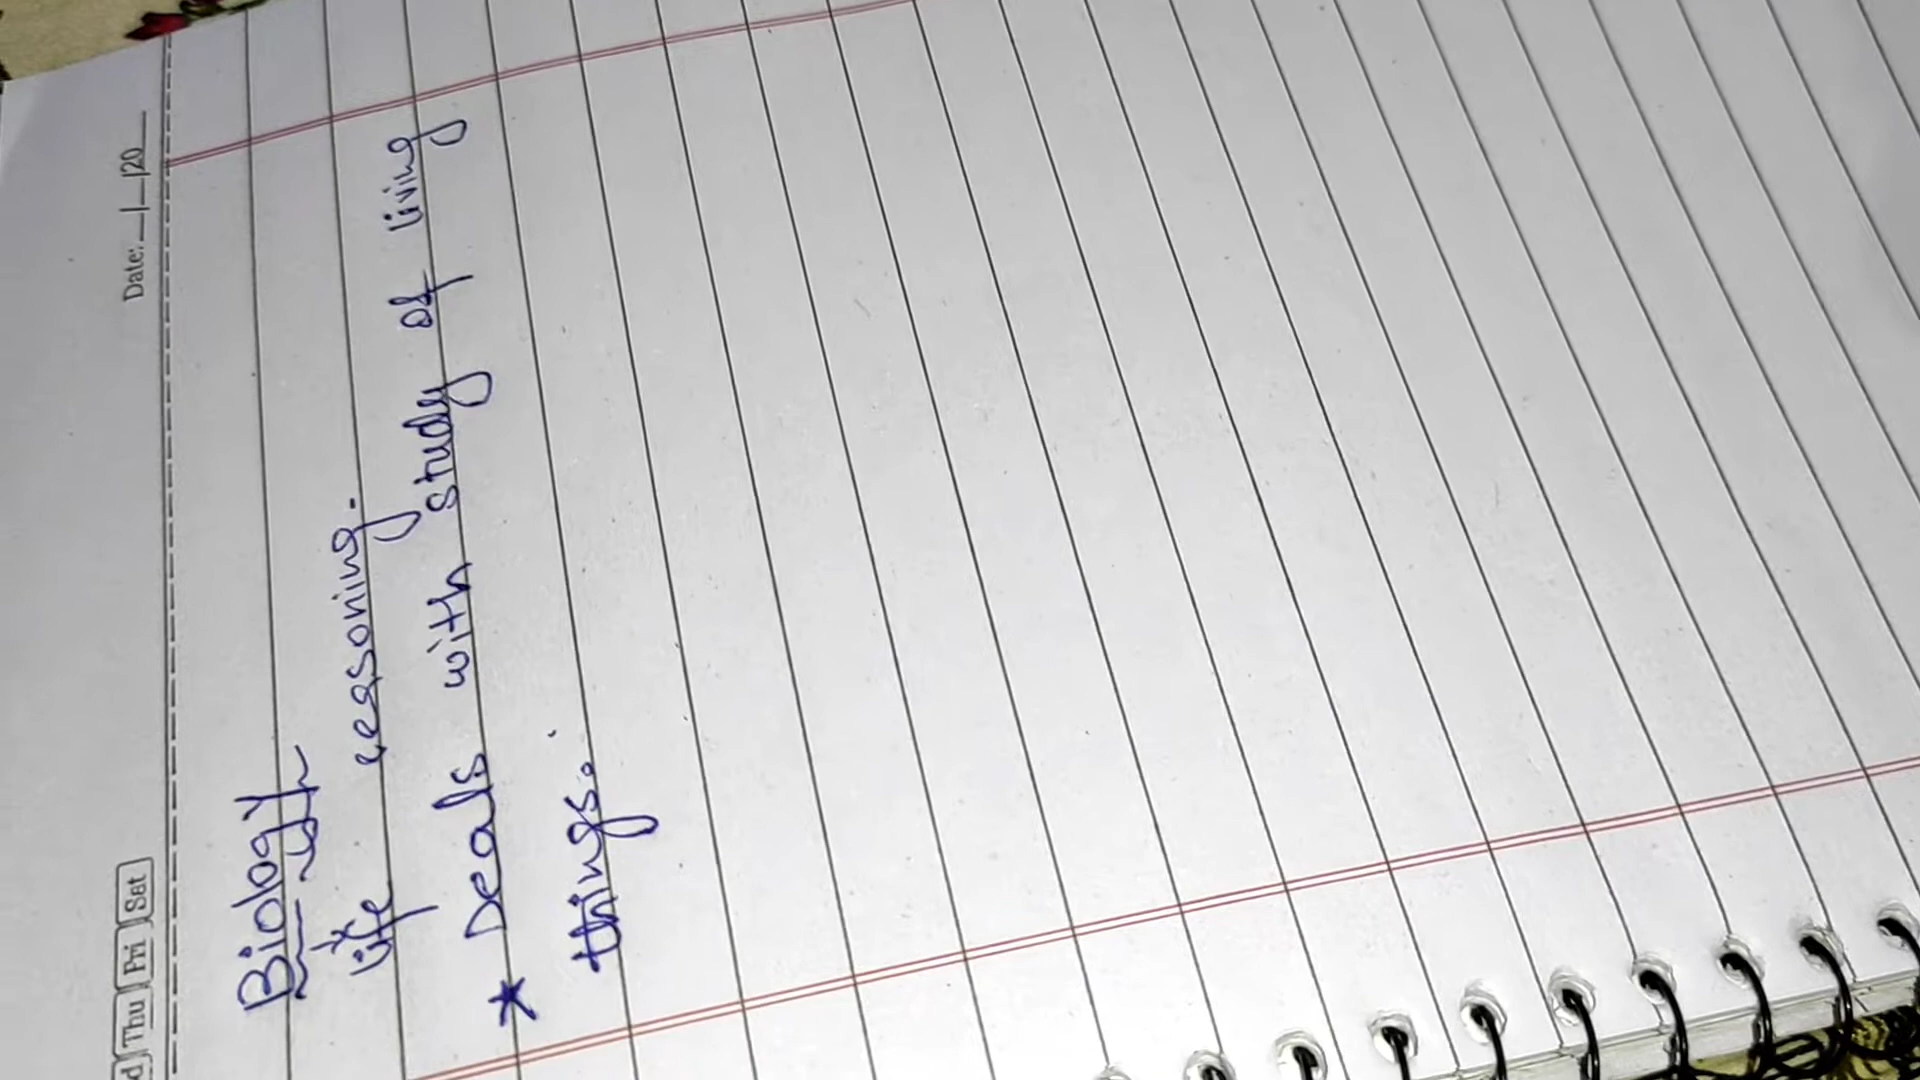 d Thu Fri Sat
Date: __|__|20__
Biology
life reasoning.
* Deals with study of living
things.